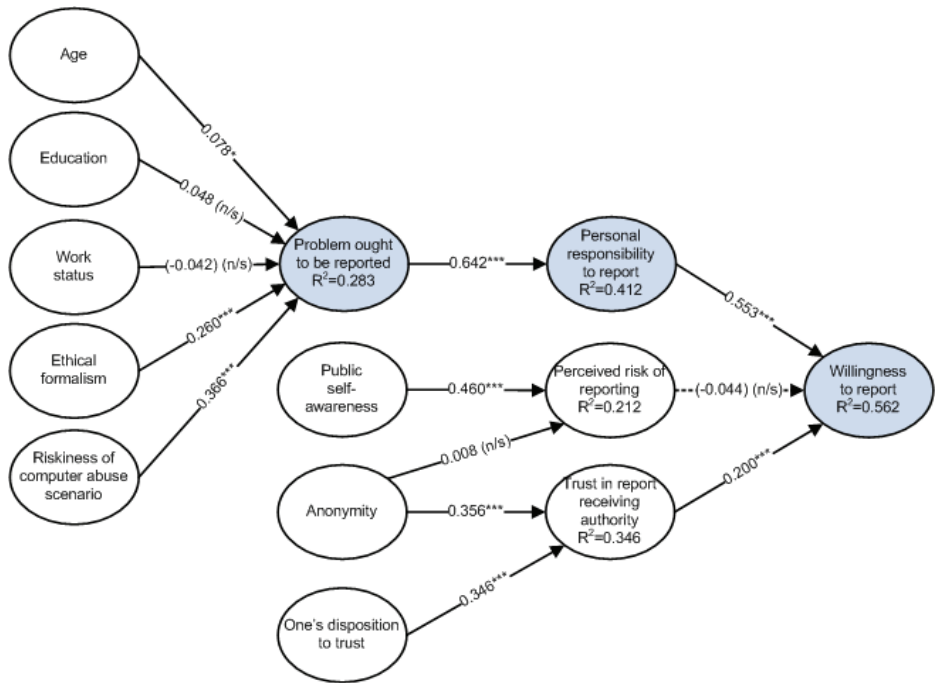 Age
0.078*
Education
0.048 (n/s)
Work
status
(-0.042) (n/s)
Ethical
formalism
0.260***
Riskiness of
computer abuse
scenario
0.366***
Problem ought
to be reported
R²=0.283
0.642***
Personal
responsibility
to report
R²=0.412
0.553***
Public
self-
awareness
0.460***
Perceived risk of
reporting
R²=0.212
(-0.044) (n/s)
Willingness
to report
R²=0.562
0.008 (n/s)
Anonymity
0.356***
Trust in report
receiving
authority
R²=0.346
0.200***
0.346***
One's disposition
to trust